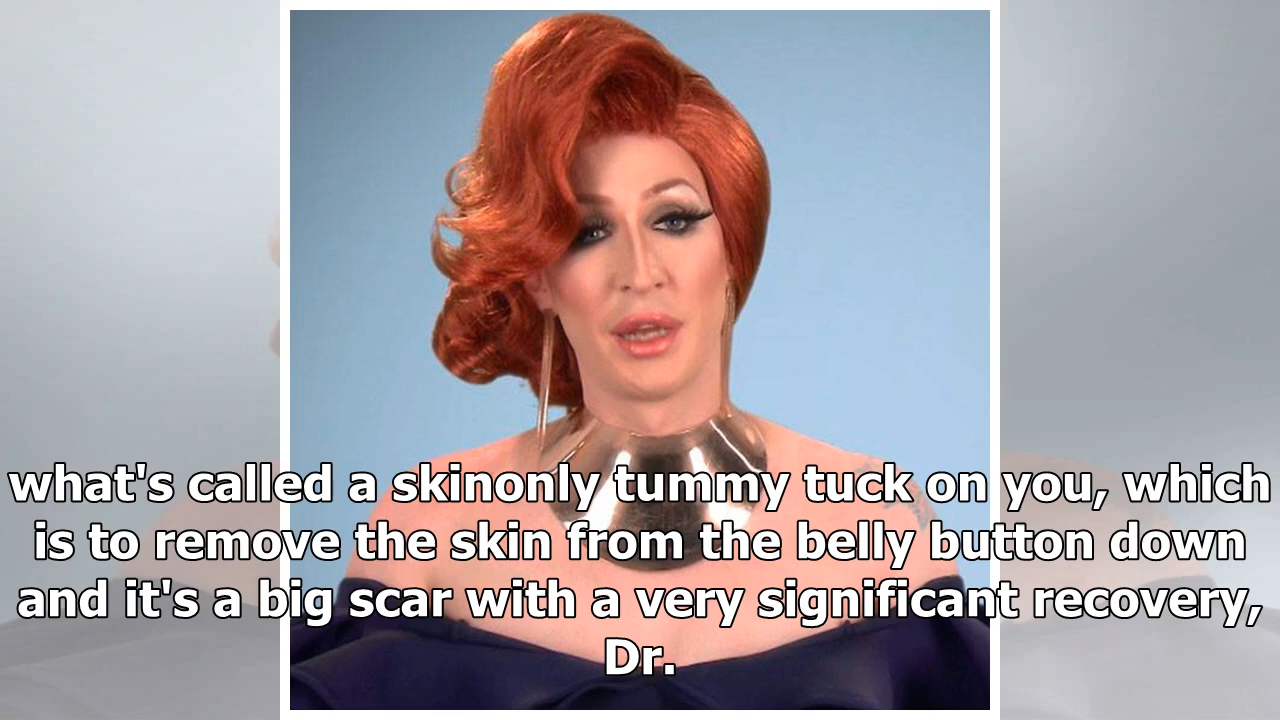 what's called a skinonly tummy tuck on you, which
is to remove the skin from the belly button down
and it's a big scar with a very significant recovery,
Dr.